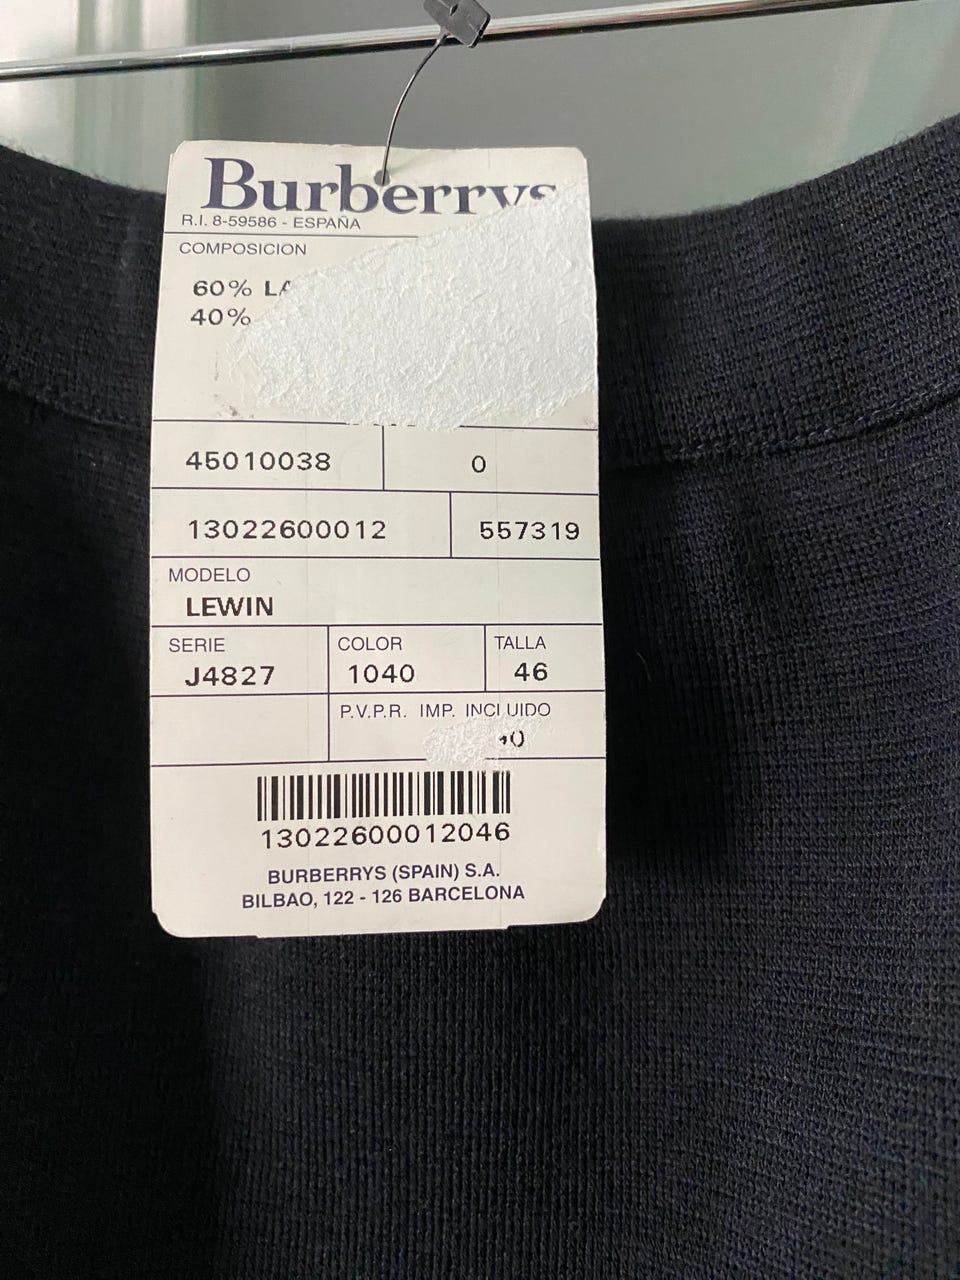 Burberrys
R.I. 8-59586 - ESPAÑA
COMPOSICION
60%
40%
45010038 0
13022600012 557319
MODELO
LEWIN
SERIE COLOR TALLA
J4827 1040 46
P.V.P.R. IMP. INCLUIDO
0
13022600012046
BURBERRYS (SPAIN) S.A.
BILBAO, 122 - 126 BARCELONA